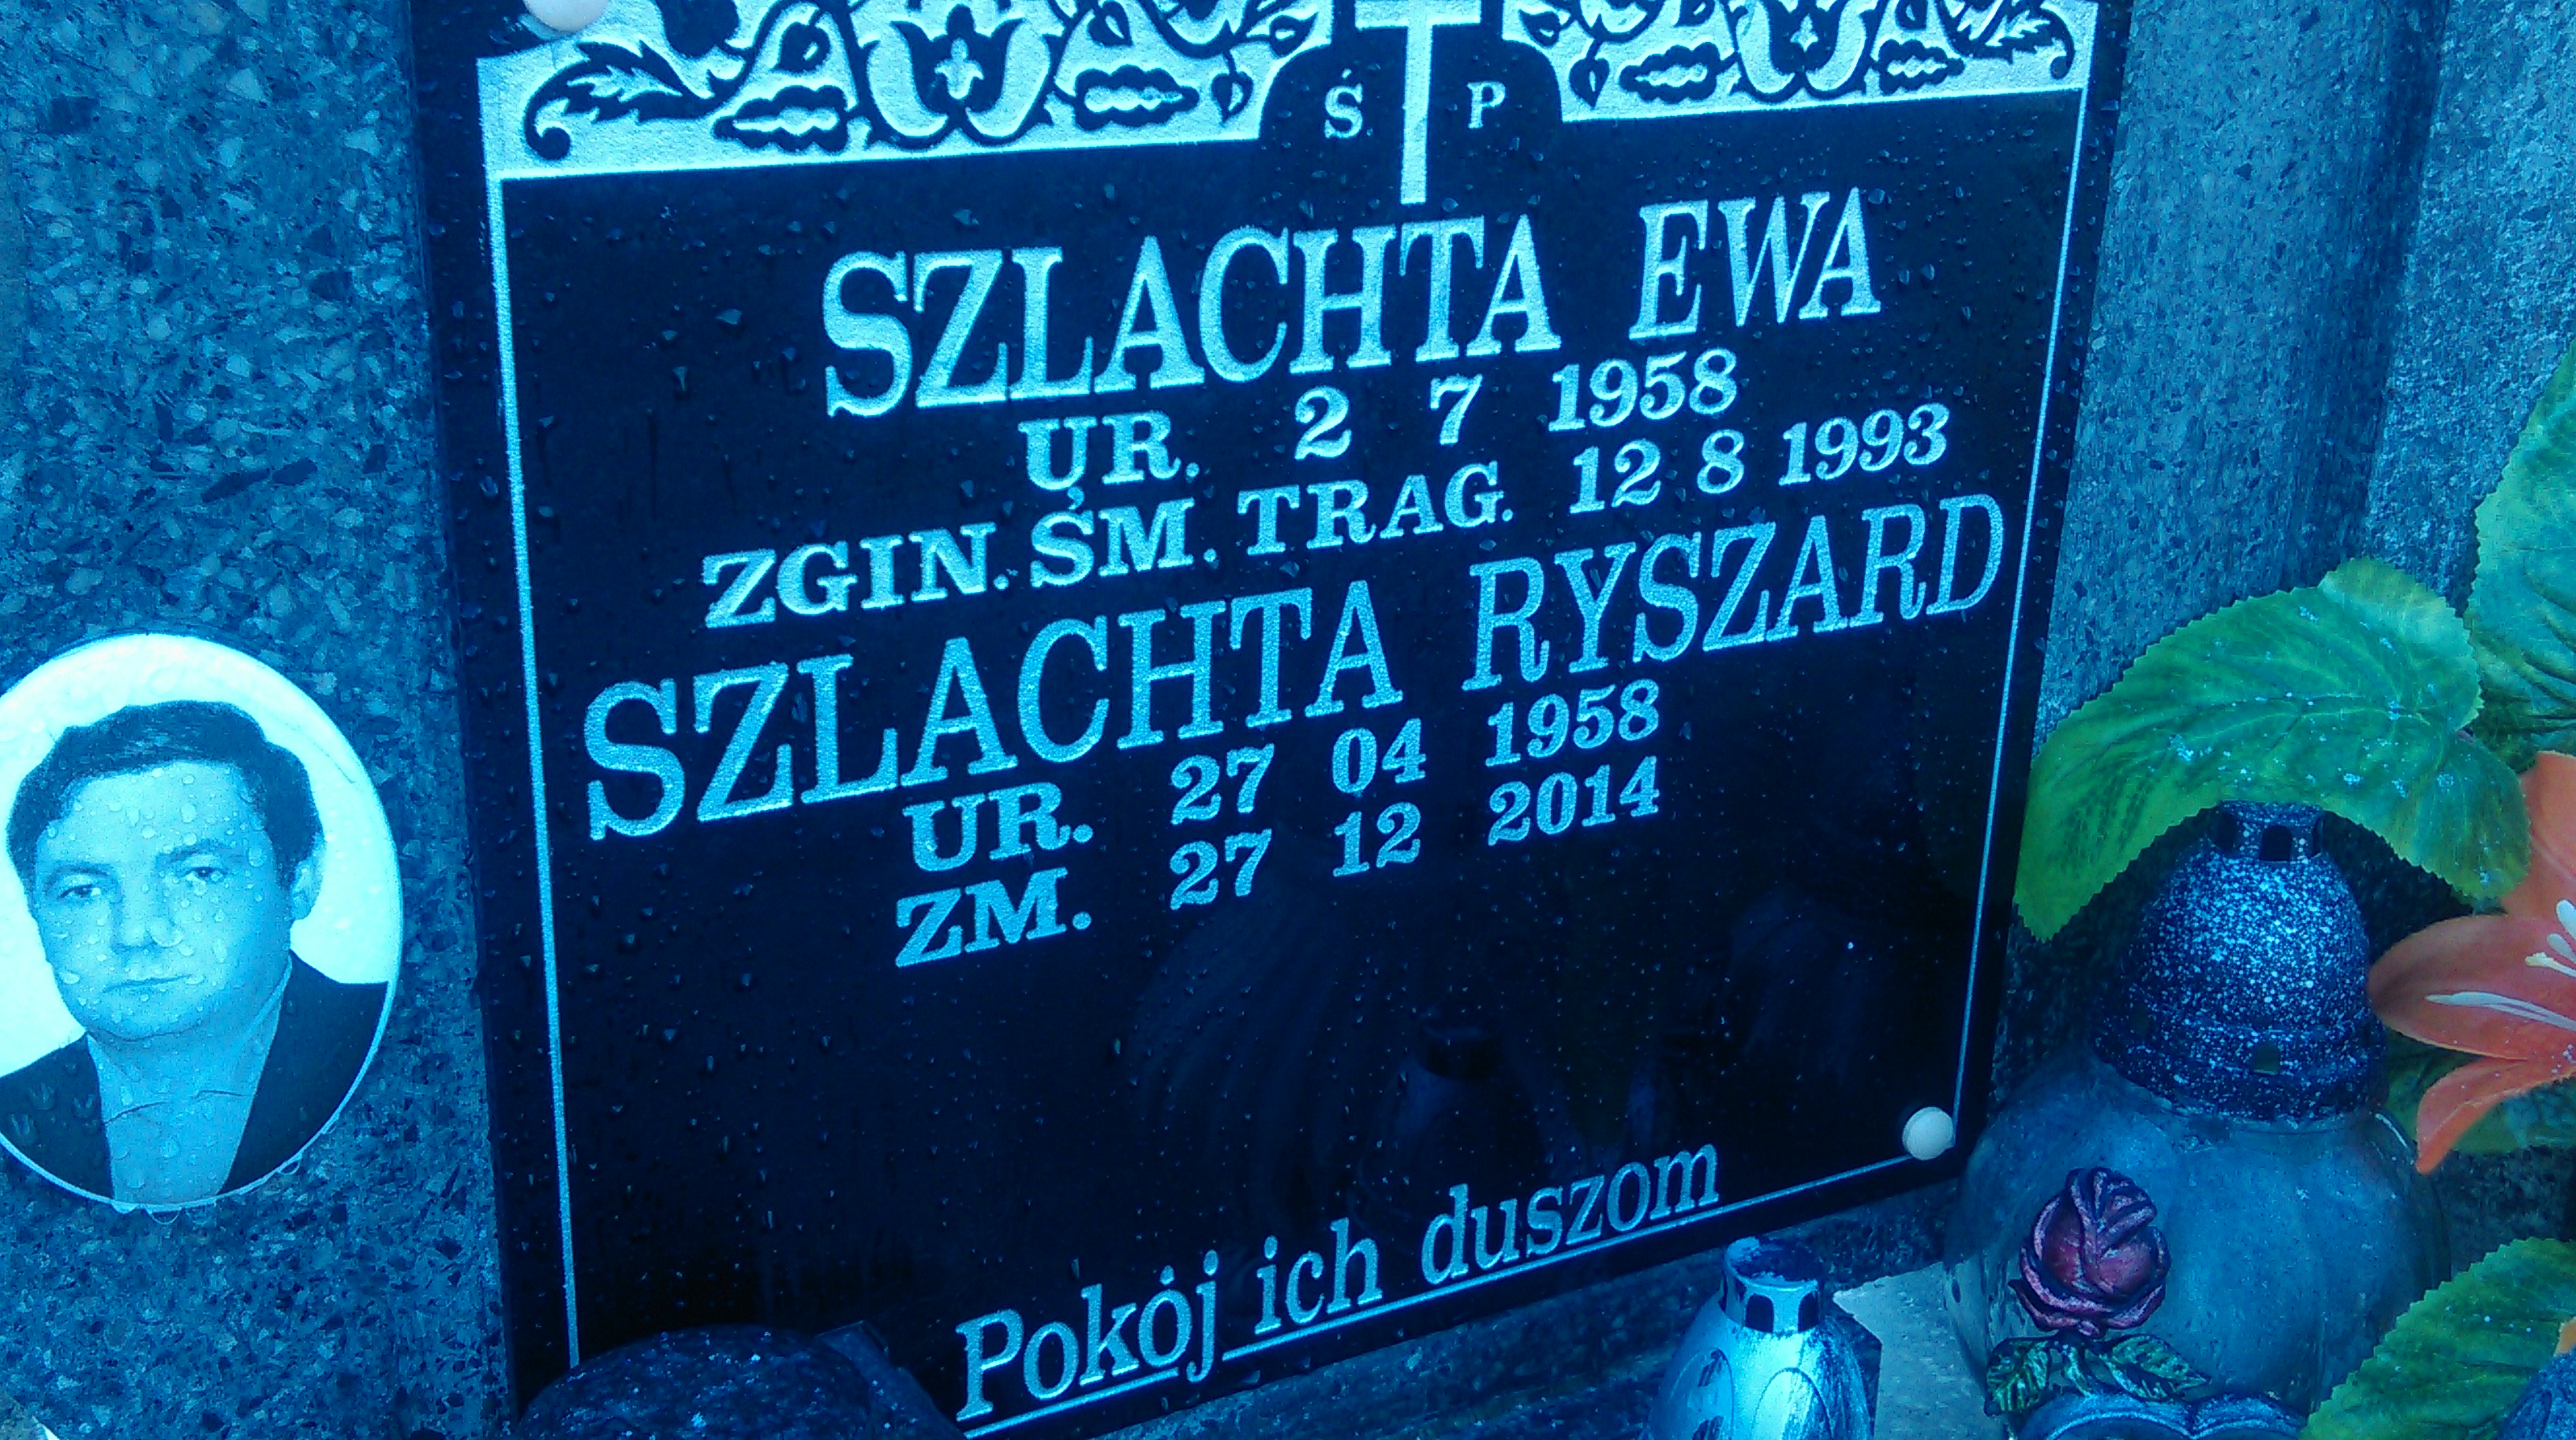 Ś P
SZLACHTA EWA
UR. 2 7 1958
ZGIN. ŚM. TRAG. 12 8 1993
SZLACHTA RYSZARD
UR. 27 04 1958
ZM. 27 12 2014
Pokój ich duszom